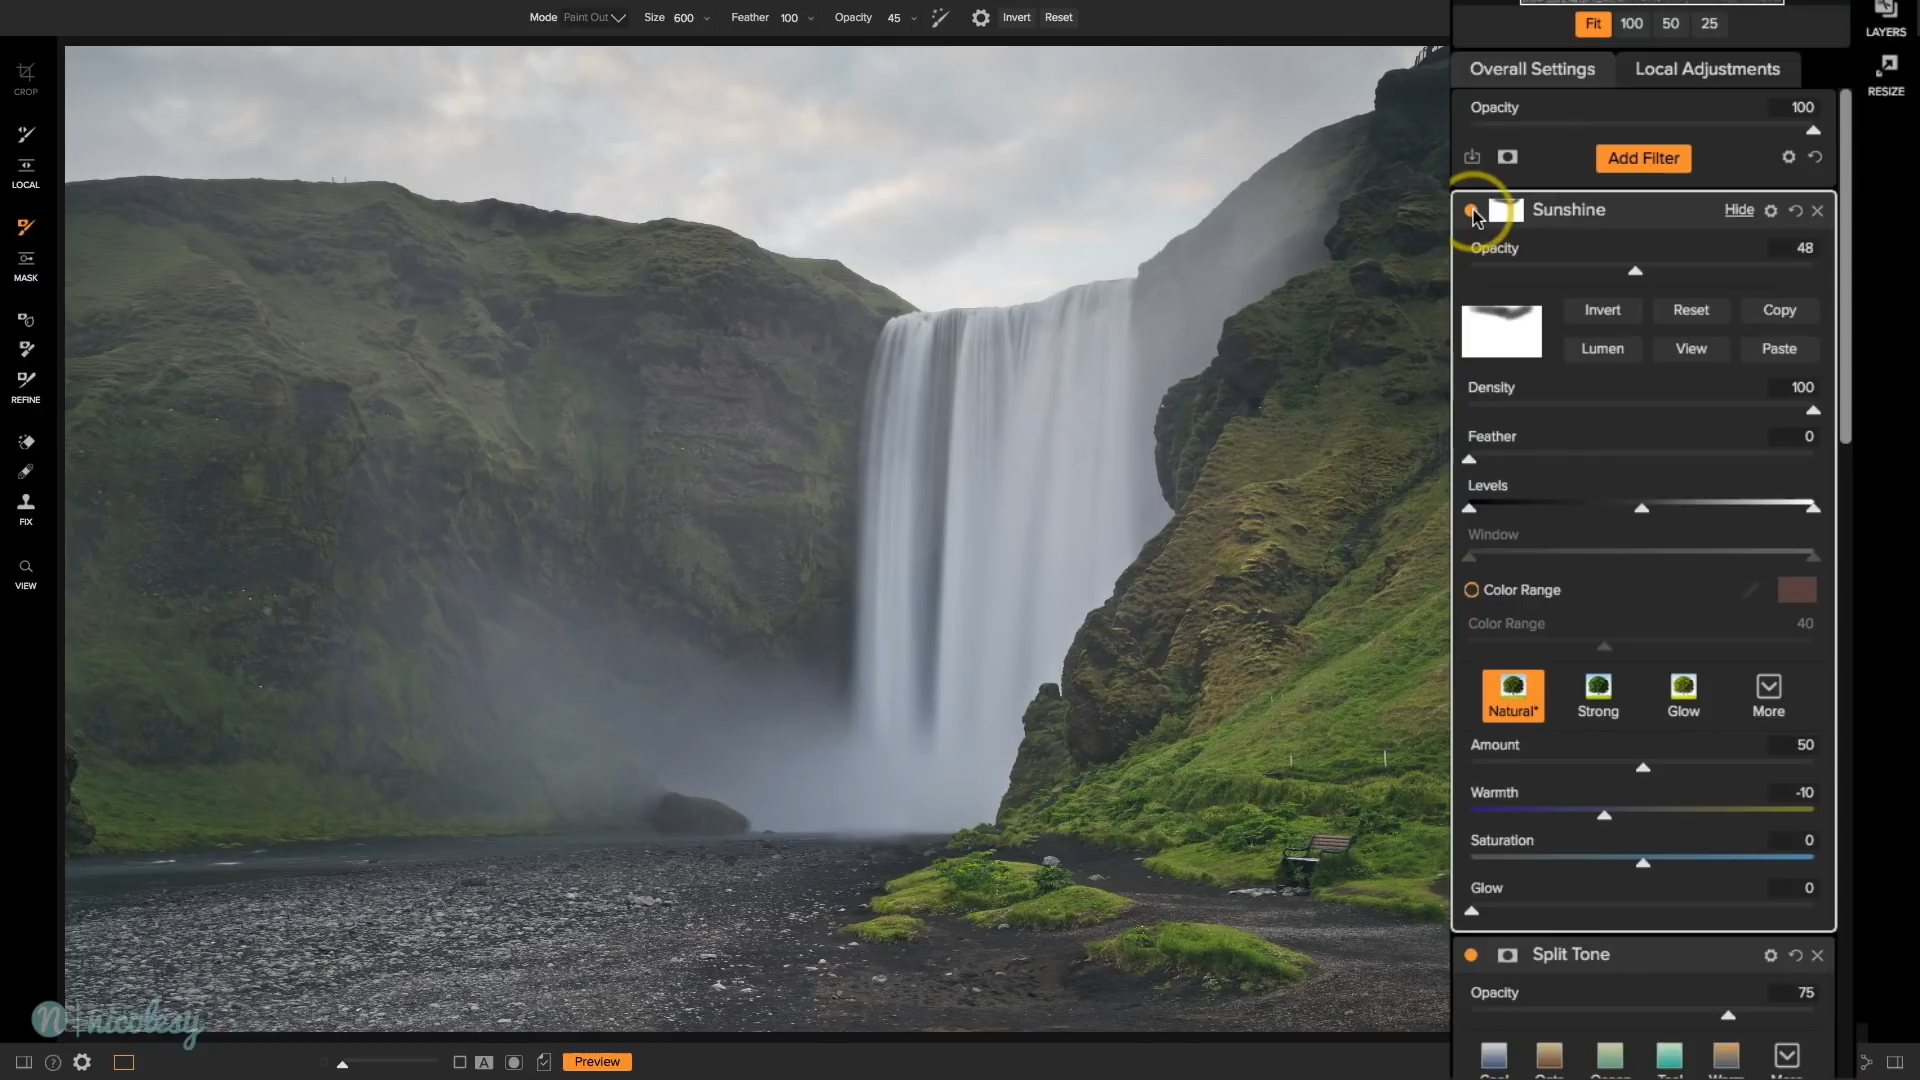 Mode Paint Out Size 600 Feather 100 Opacity 45 Invert Reset
Fit 100 50 25
LAYERS
RESIZE
CROP
LOCAL
MASK
REFINE
FIX
VIEW
Overall Settings Local Adjustments
Opacity 100
Add Filter
Sunshine Hide
Opacity 48
Invert Reset Copy
Lumen View Paste
Density 100
Feather 0
Levels
Window
Color Range
Color Range 40
Natural* Strong Glow More
Amount 50
Warmth -10
Saturation 0
Glow 0
Split Tone
Opacity 75
n nicolesy
? A Preview